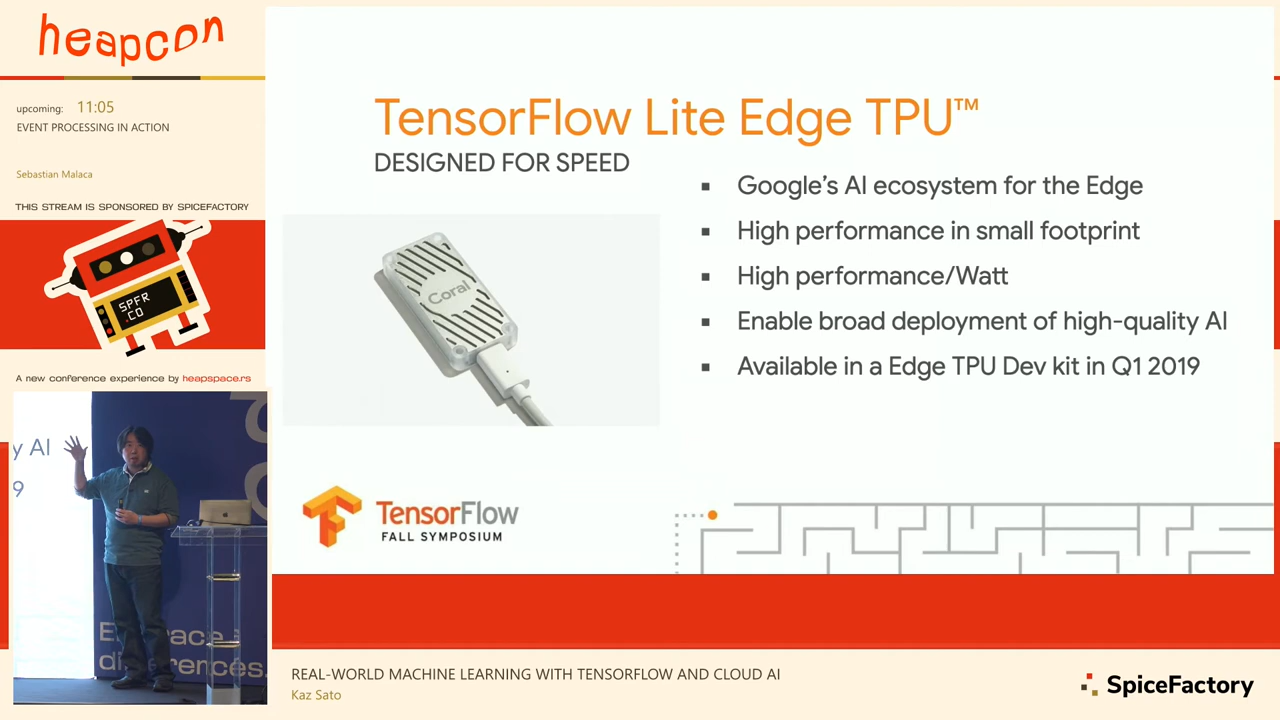 heapcon
upcoming: 11:05
EVENT PROCESSING IN ACTION
Sebastian Malaca
THIS STREAM IS SPONSORED BY SPICEFACTORY
SPFR
.CO
A new conference experience by heapspace.rs
y AI
9
Embrace
differences.
TensorFlow Lite Edge TPU™
DESIGNED FOR SPEED
▪ Google's AI ecosystem for the Edge
▪ High performance in small footprint
▪ High performance/Watt
▪ Enable broad deployment of high-quality AI
▪ Available in a Edge TPU Dev kit in Q1 2019
Coral
TensorFlow
FALL SYMPOSIUM
REAL-WORLD MACHINE LEARNING WITH TENSORFLOW AND CLOUD AI
Kaz Sato
SpiceFactory